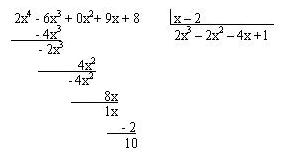 2x⁴ - 6x³ + 0x² + 9x + 8 x – 2
- 4x³ 2x³ – 2x² – 4x + 1
- 2x³
4x²
- 4x²
8x
1x
- 2
10